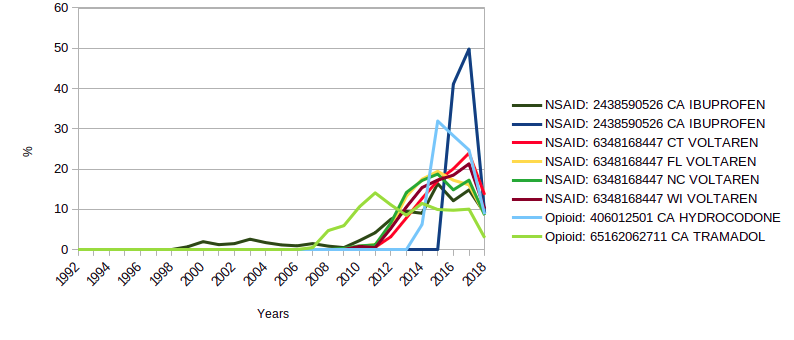 60
50
40
30
20
10
0
%
1992
1994
1996
1998
2000
2002
2004
2006
2008
2010
2012
2014
2016
2018
Years
NSAID: 2438590526 CA IBUPROFEN
NSAID: 2438590526 CA IBUPROFEN
NSAID: 6348168447 CT VOLTAREN
NSAID: 6348168447 FL VOLTAREN
NSAID: 6348168447 NC VOLTAREN
NSAID: 6348168447 WI VOLTAREN
Opioid: 406012501 CA HYDROCODONE
Opioid: 65162062711 CA TRAMADOL